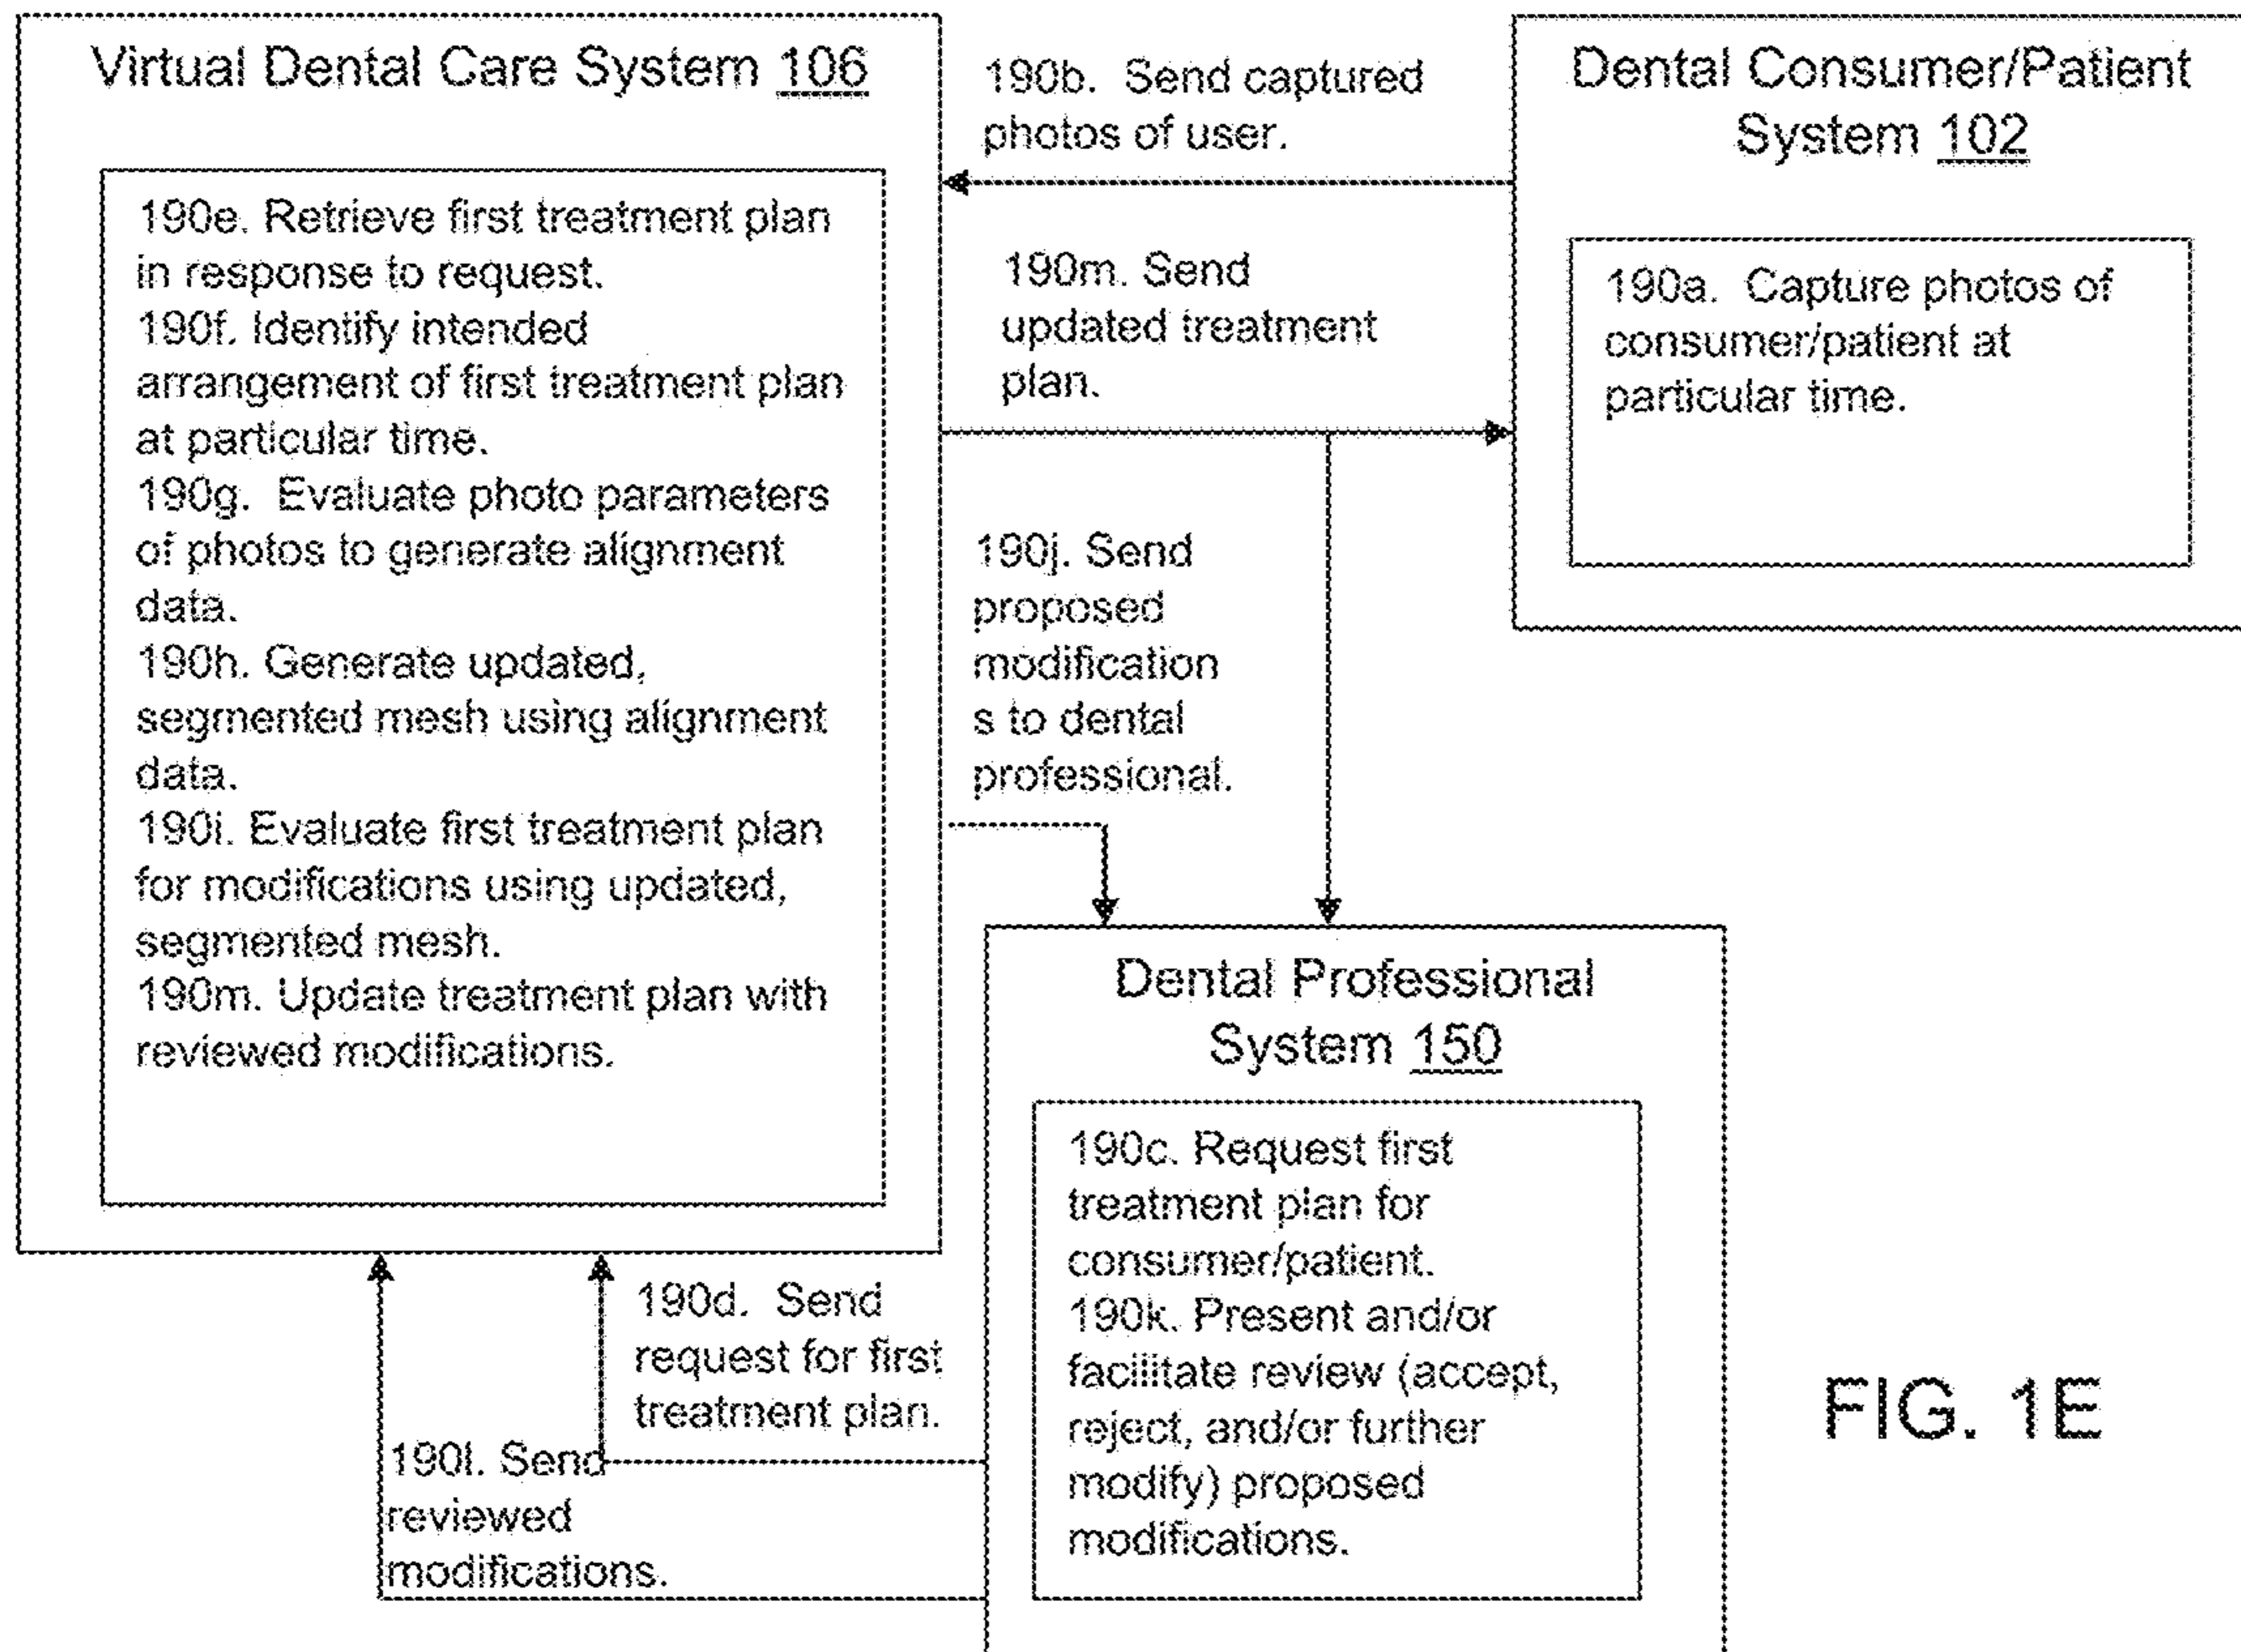 Virtual Dental Care System 106
190e. Retrieve first treatment plan
in response to request.
190f. Identify intended
arrangement of first treatment plan
at particular time.
190g. Evaluate photo parameters
of photos to generate alignment
data.
190h. Generate updated,
segmented mesh using alignment
data.
190i. Evaluate first treatment plan
for modifications using updated,
segmented mesh.
190m. Update treatment plan with
reviewed modifications.
190b. Send captured
photos of user.
190m. Send
updated treatment
plan.
Dental Consumer/Patient
System 102
190a. Capture photos of
consumer/patient at
particular time.
190j. Send
proposed
modification
s to dental
professional.
Dental Professional
System 150
190c. Request first
treatment plan for
consumer/patient.
190k. Present and/or
facilitate review (accept,
reject, and/or further
modify) proposed
modifications.
190d. Send
request for first
treatment plan.
190l. Send
reviewed
modifications.
FIG. 1E